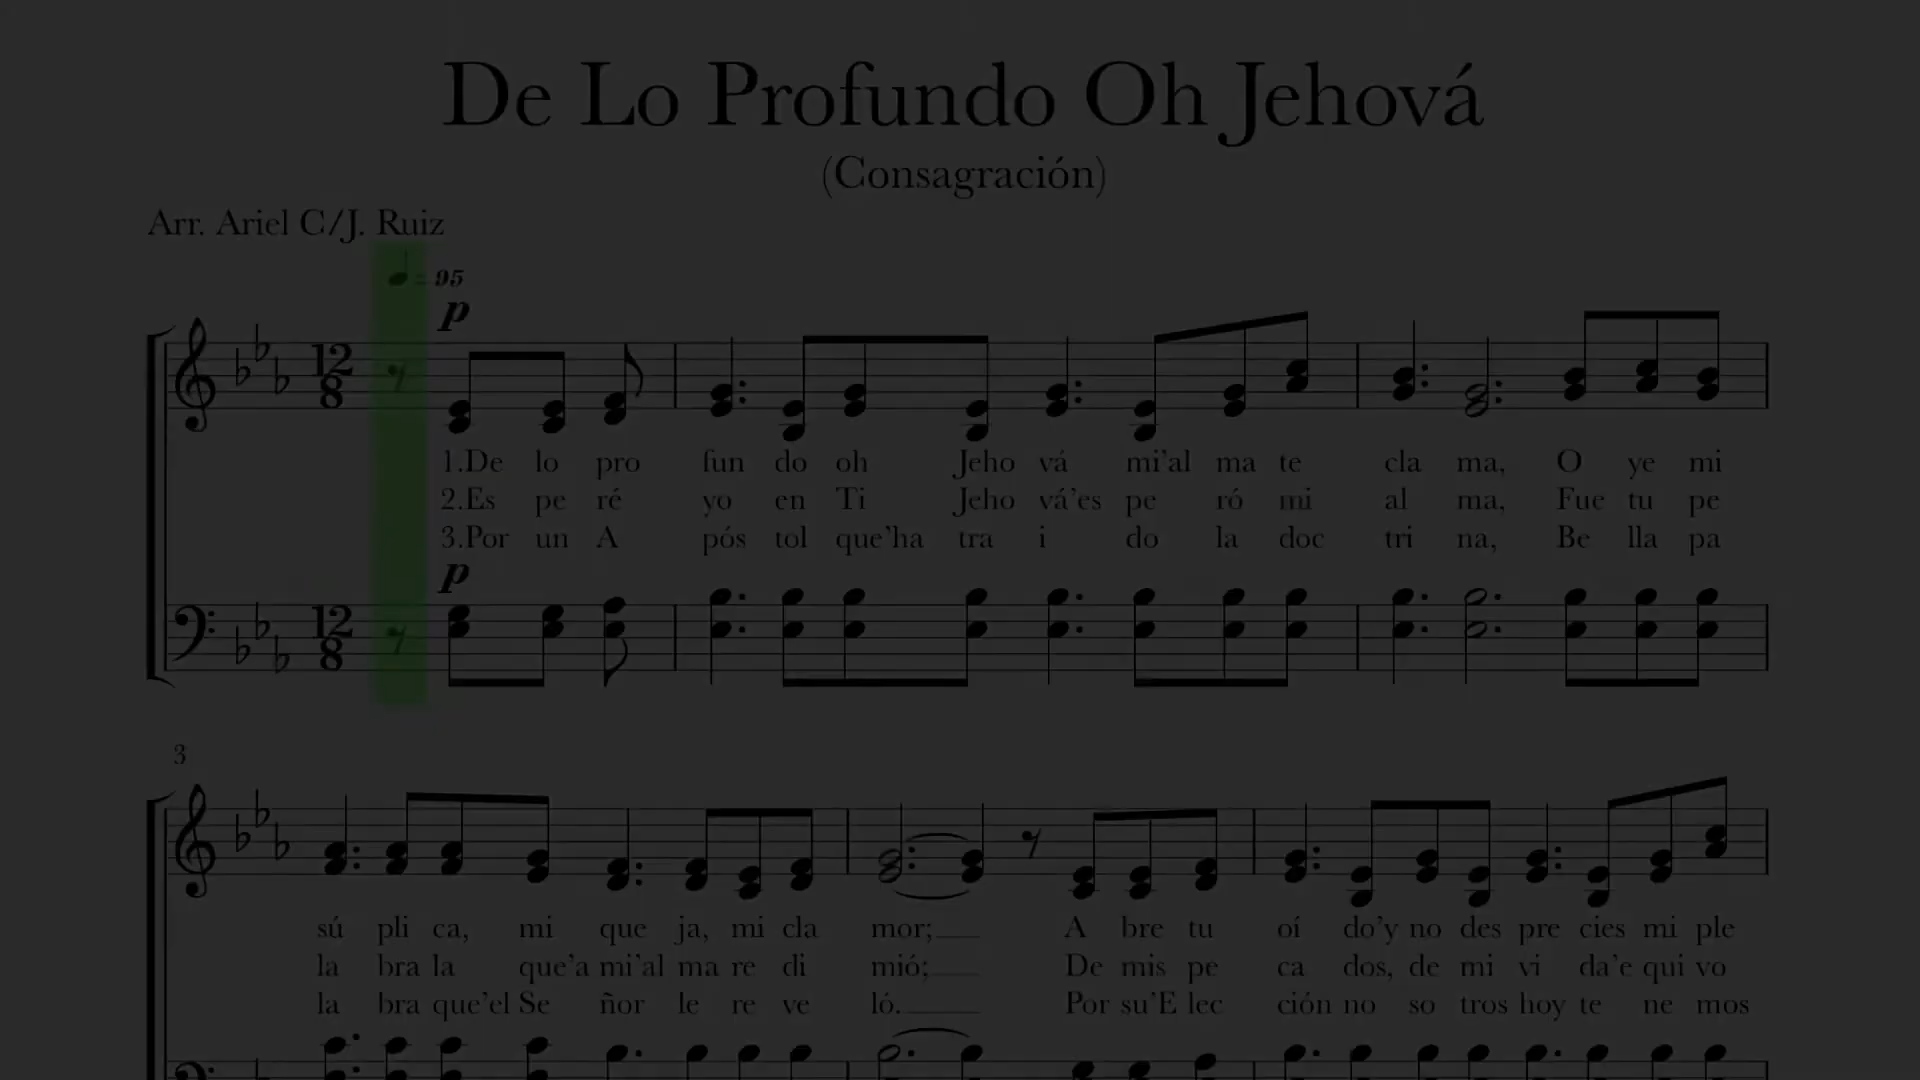 De Lo Profundo Oh Jehová
(Consagración)
Arr. Ariel C/J. Ruiz
= 95
p
12
8
1.De lo pro fun do oh Jeho vá mi'al ma te cla ma, O ye mi
2.Es pe ré yo en Ti Jeho vá'es pe ró mi al ma, Fue tu pe
3.Por un A pós tol que'ha tra i do la doc tri na, Be lla pa
p
12
8
3
sú pli ca, mi que ja, mi cla mor; A bre tu oí do'y no des pre cies mi ple
la bra la que'a mi'al ma re di mió; De mis pe ca dos, de mi vi da'e qui vo
la bra que'el Se ñor le re ve ló. Por su'E lec ción no so tros hoy te ne mos